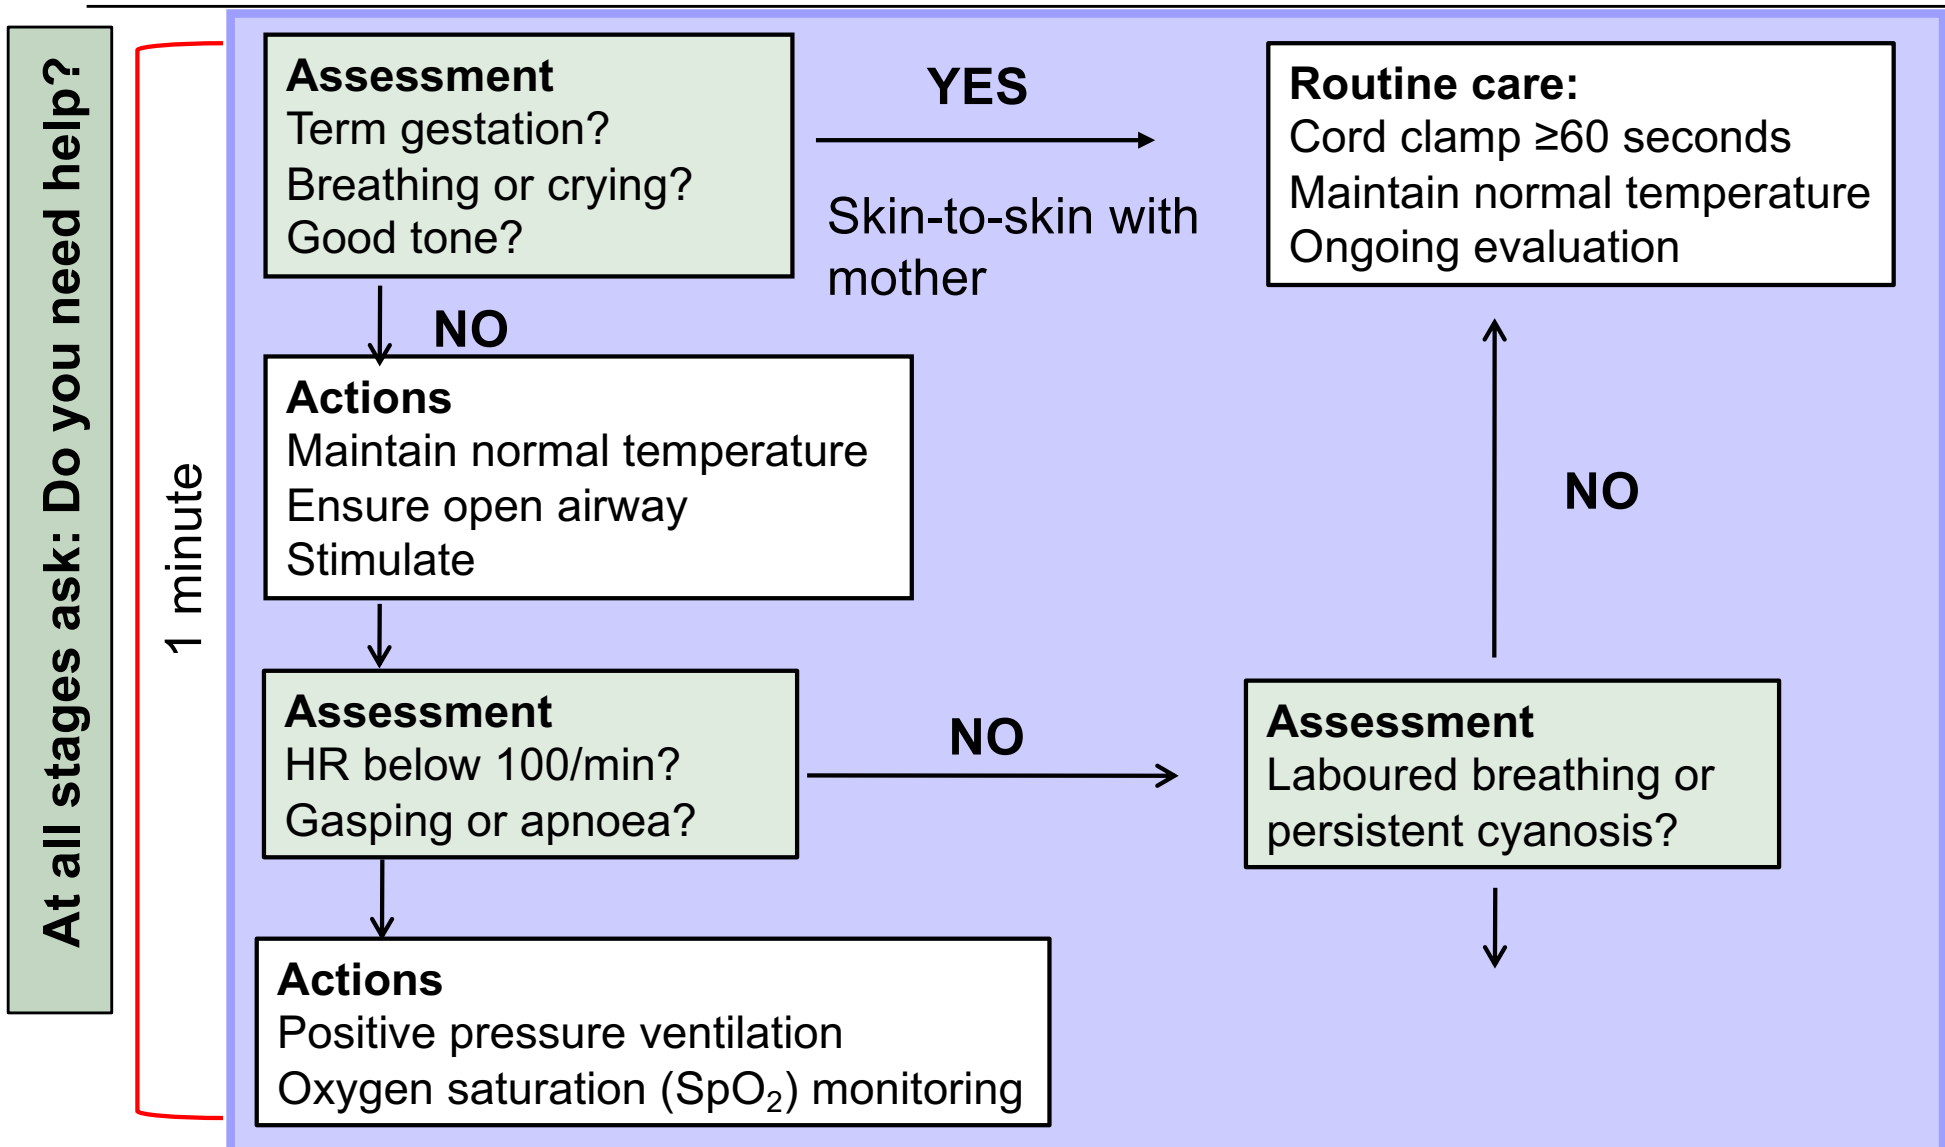 At all stages ask: Do you need help?
1 minute
Assessment
Term gestation?
Breathing or crying?
Good tone?
YES
Skin-to-skin with
mother
Routine care:
Cord clamp ≥60 seconds
Maintain normal temperature
Ongoing evaluation
NO
Actions
Maintain normal temperature
Ensure open airway
Stimulate
NO
Assessment
HR below 100/min?
Gasping or apnoea?
NO
Assessment
Laboured breathing or
persistent cyanosis?
Actions
Positive pressure ventilation
Oxygen saturation (SpO₂) monitoring